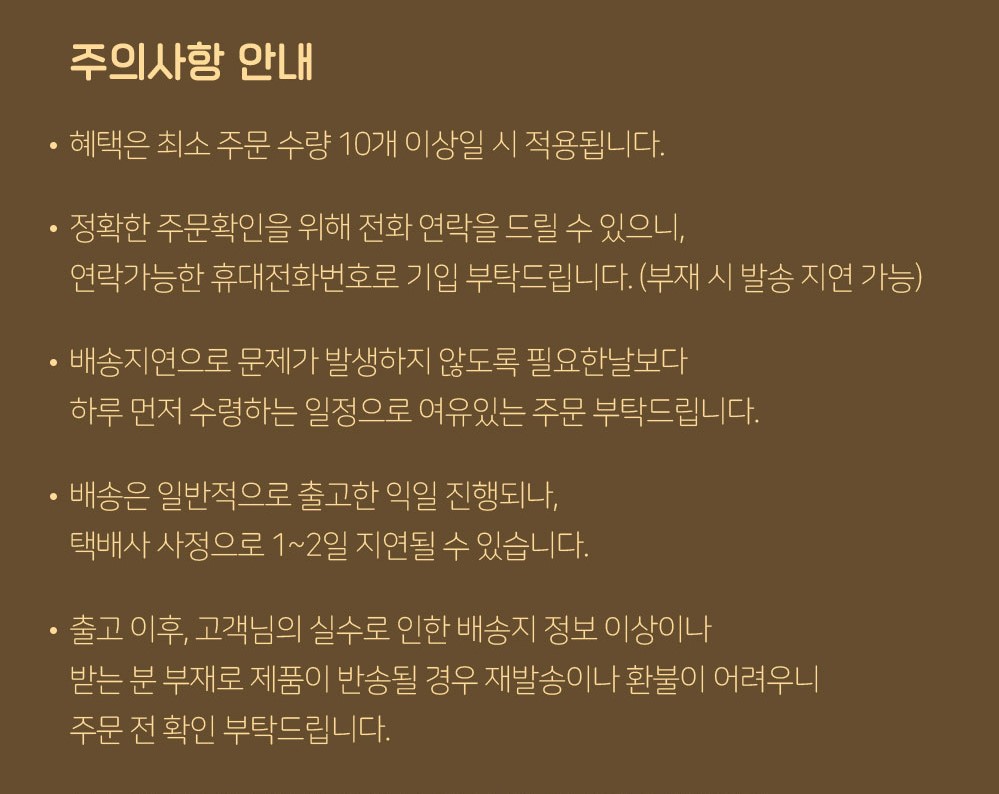 주의사항 안내
• 혜택은 최소 주문 수량 10개 이상일 시 적용됩니다.
• 정확한 주문확인을 위해 전화 연락을 드릴 수 있으니,
연락가능한 휴대전화번호로 기입 부탁드립니다. (부재 시 발송 지연 가능)
• 배송지연으로 문제가 발생하지 않도록 필요한날보다
하루 먼저 수령하는 일정으로 여유있는 주문 부탁드립니다.
• 배송은 일반적으로 출고한 익일 진행되나,
택배사 사정으로 1~2일 지연될 수 있습니다.
• 출고 이후, 고객님의 실수로 인한 배송지 정보 이상이나
받는 분 부재로 제품이 반송될 경우 재발송이나 환불이 어려우니
주문 전 확인 부탁드립니다.